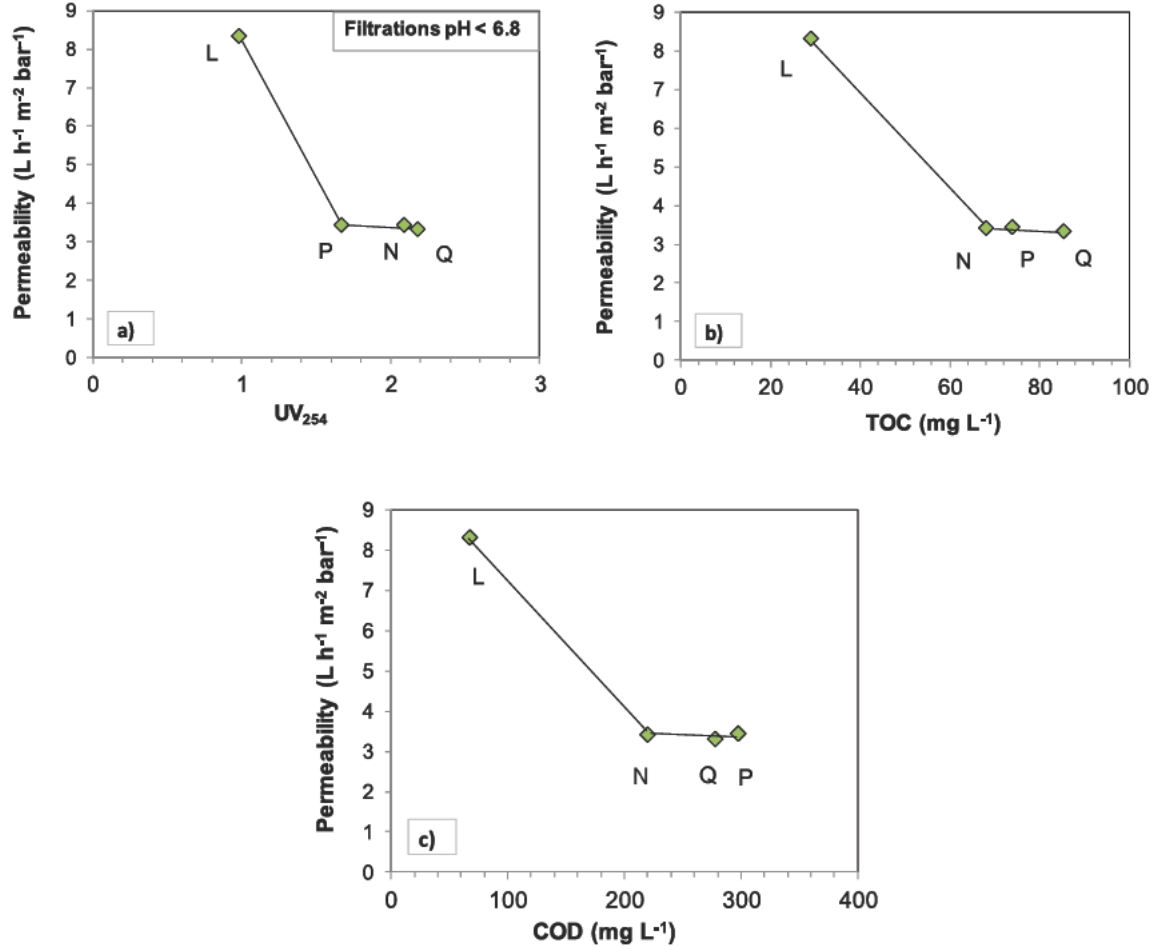 Filtrations pH < 6.8
Permeability (L h⁻¹ m⁻² bar⁻¹)
9
8
7
6
5
4
3
2
1
0
L
P
N
Q
a)
0
1
2
3
UV₂₅₄
Permeability (L h⁻¹ m⁻² bar⁻¹)
9
8
7
6
5
4
3
2
1
0
L
N
P
Q
b)
0
20
40
60
80
100
TOC (mg L⁻¹)
Permeability (L h⁻¹ m⁻² bar⁻¹)
9
8
7
6
5
4
3
2
1
0
L
N
Q
P
c)
0
100
200
300
400
COD (mg L⁻¹)